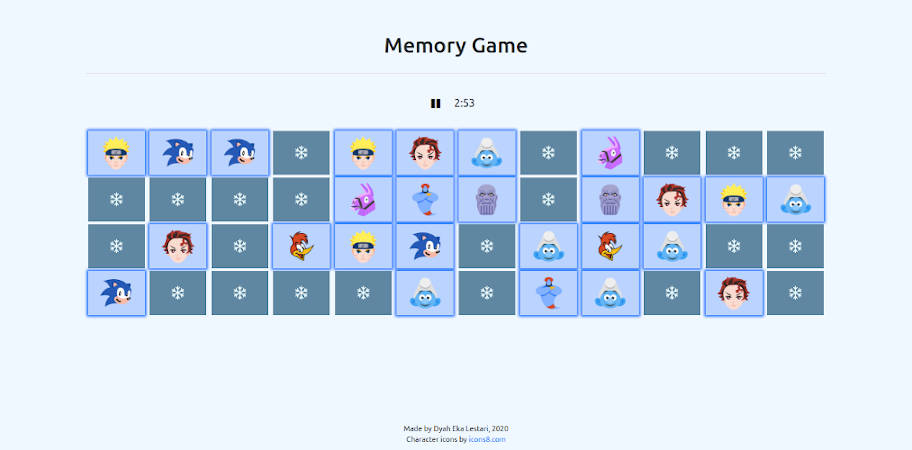 Memory Game
2:53
Made by Dyah Eka Lestari, 2020
Character icons by icons8.com